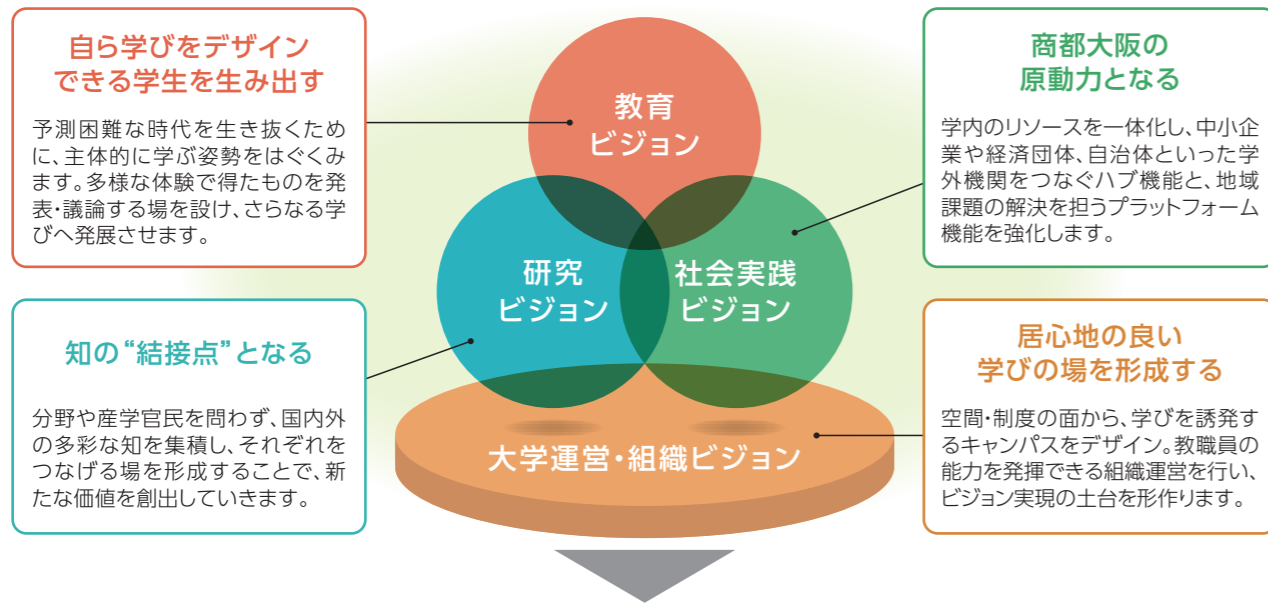 自ら学びをデザイン
できる学生を生み出す
予測困難な時代を生き抜くため
に、主体的に学ぶ姿勢をはぐくみ
ます。多様な体験で得たものを発
表・議論する場を設け、さらなる学
びへ発展させます。
教育
ビジョン
商都大阪の
原動力となる
学内のリソースを一体化し、中小企
業や経済団体、自治体といった学
外機関をつなぐハブ機能と、地域
課題の解決を担うプラットフォーム
機能を強化します。
研究
ビジョン
社会実践
ビジョン
知の“結接点”となる
分野や産学官民を問わず、国内外
の多彩な知を集積し、それぞれを
つなげる場を形成することで、新
たな価値を創出していきます。
大学運営・組織ビジョン
居心地の良い
学びの場を形成する
空間・制度の面から、学びを誘発す
るキャンパスをデザイン。教職員の
能力を発揮できる組織運営を行い、
ビジョン実現の土台を形作ります。